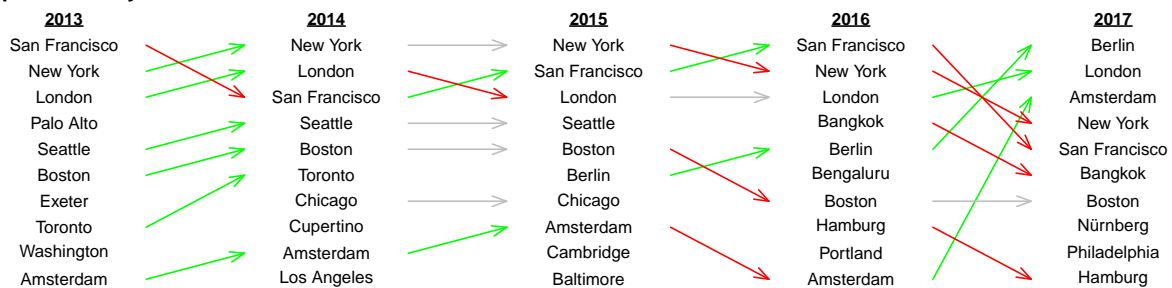 2013 2014 2015 2016 2017
San Francisco New York New York San Francisco Berlin
New York London San Francisco New York London
London San Francisco London London Amsterdam
Palo Alto Seattle Seattle Bangkok New York
Seattle Boston Boston Berlin San Francisco
Boston Toronto Berlin Bengaluru Bangkok
Exeter Chicago Chicago Boston Boston
Toronto Cupertino Amsterdam Hamburg Nürnberg
Washington Amsterdam Cambridge Portland Philadelphia
Amsterdam Los Angeles Baltimore Amsterdam Hamburg